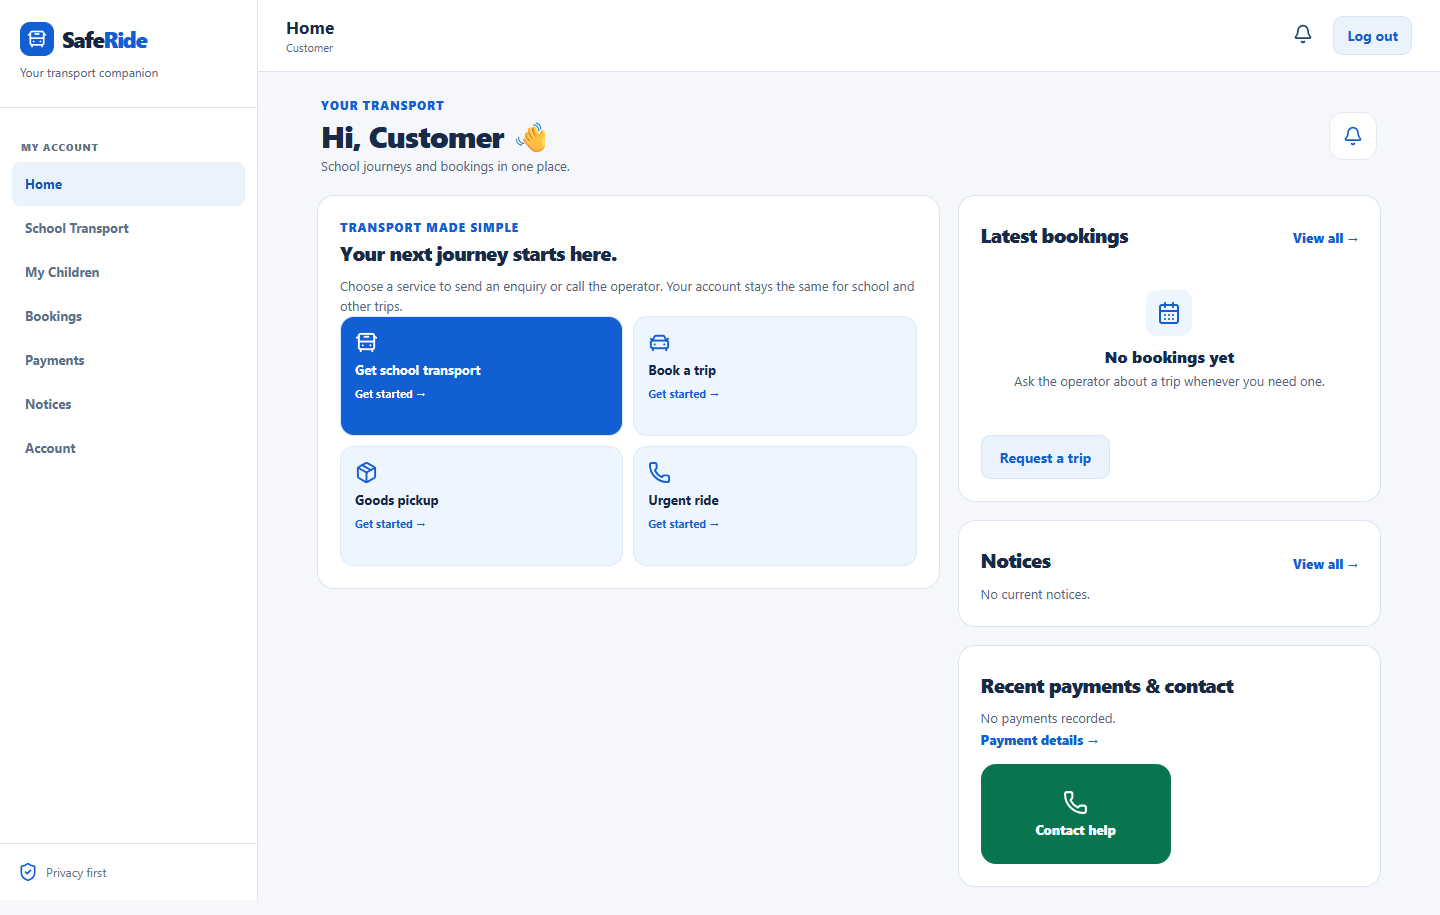 SafeRide
Your transport companion
MY ACCOUNT
Home
School Transport
My Children
Bookings
Payments
Notices
Account
Privacy first
Home
Customer
Log out
YOUR TRANSPORT
Hi, Customer 👋
School journeys and bookings in one place.
TRANSPORT MADE SIMPLE
Your next journey starts here.
Choose a service to send an enquiry or call the operator. Your account stays the same for school and
other trips.
Get school transport
Get started →
Book a trip
Get started →
Goods pickup
Get started →
Urgent ride
Get started →
Latest bookings
View all →
No bookings yet
Ask the operator about a trip whenever you need one.
Request a trip
Notices
View all →
No current notices.
Recent payments & contact
No payments recorded.
Payment details →
Contact help